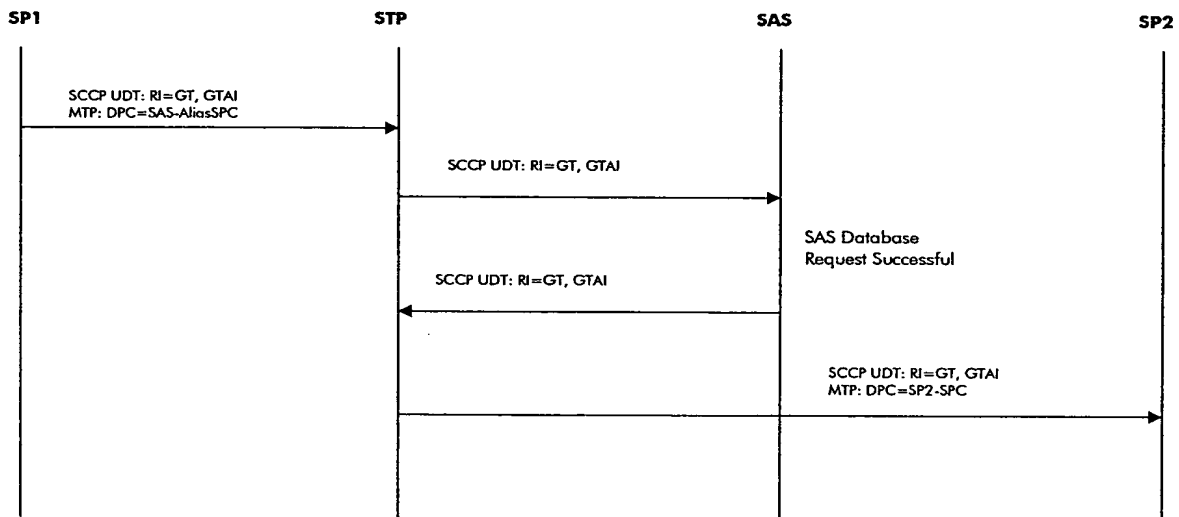 SP1
STP
SAS
SP2
SCCP UDT: RI=GT, GTAI
MTP: DPC=SAS-AliasSPC
SCCP UDT: RI=GT, GTAI
SAS Database
Request Successful
SCCP UDT: RI=GT, GTAI
SCCP UDT: RI=GT, GTAI
MTP: DPC=SP2-SPC